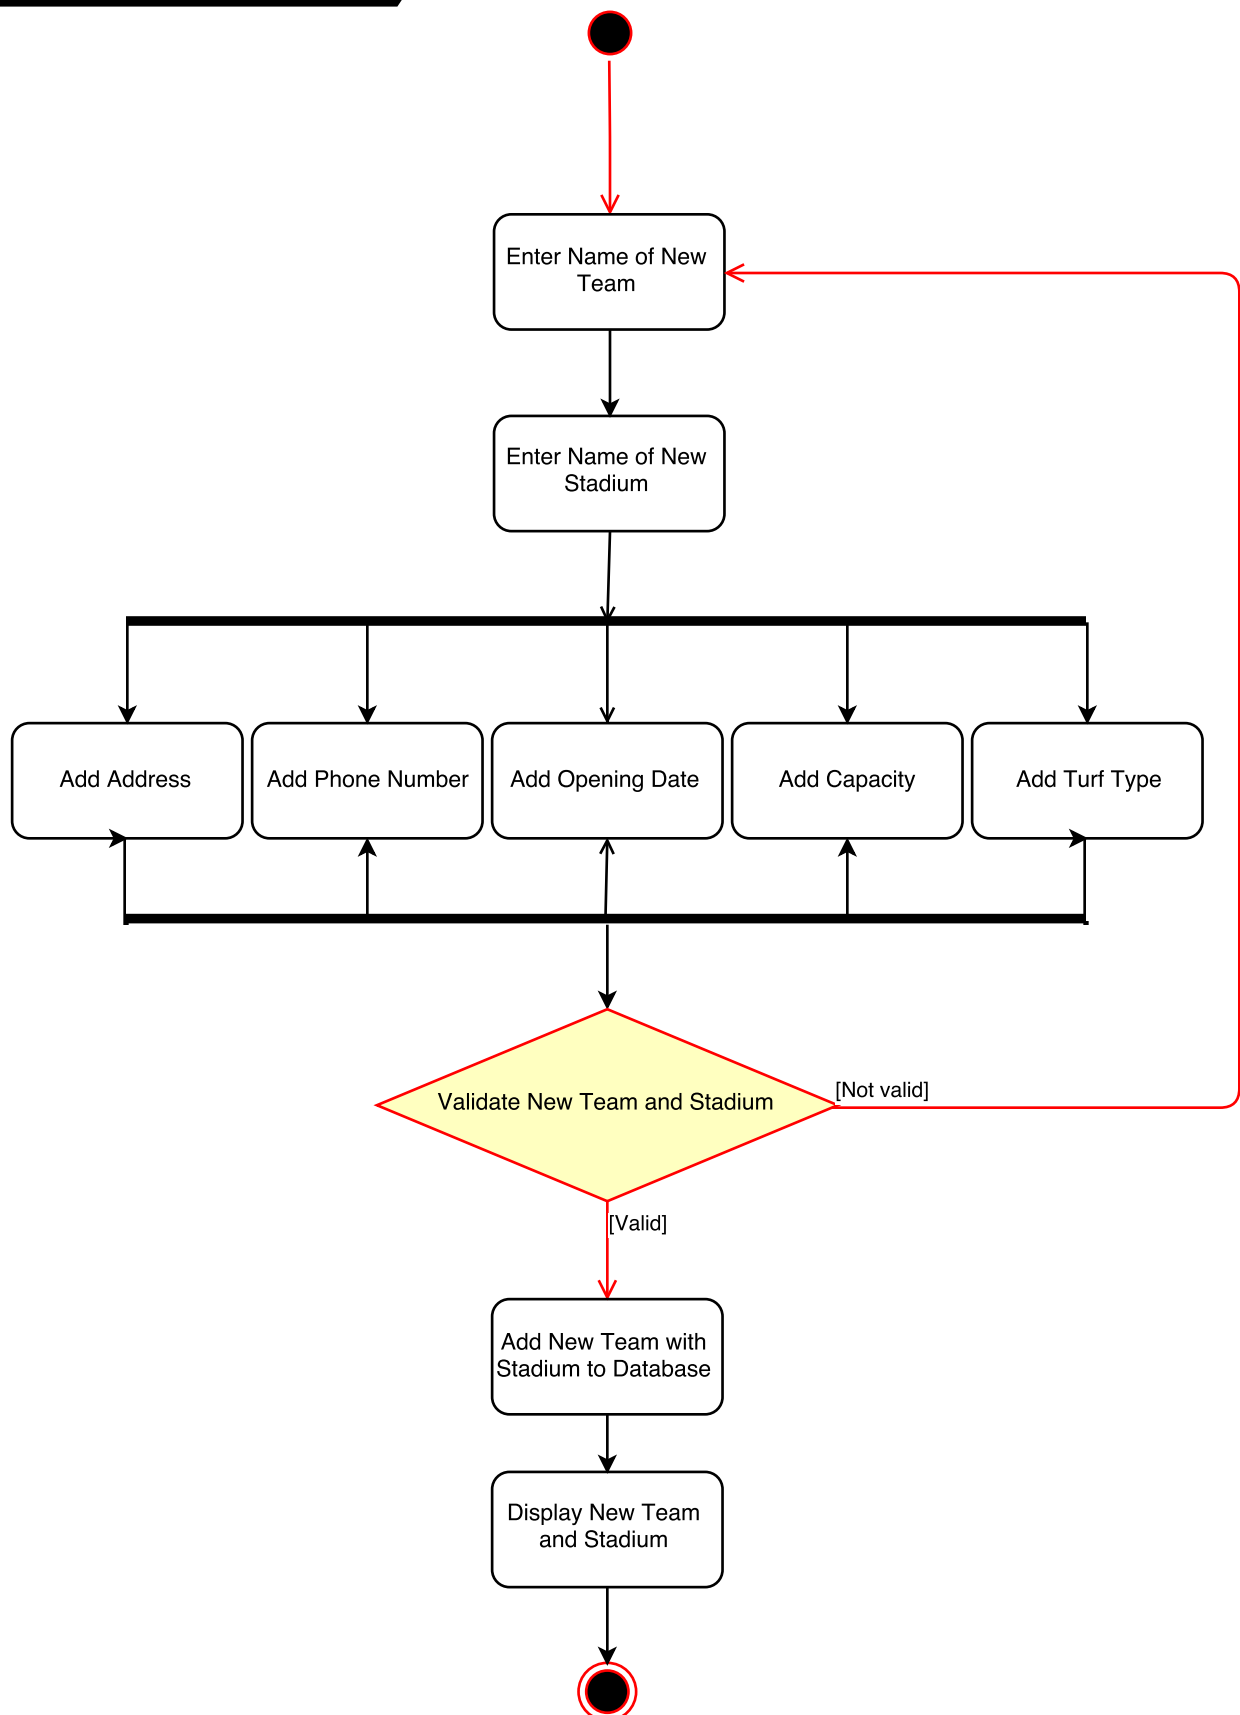 Enter Name of New
Team
Enter Name of New
Stadium
Add Address
Add Phone Number
Add Opening Date
Add Capacity
Add Turf Type
Validate New Team and Stadium
[Not valid]
[Valid]
Add New Team with
Stadium to Database
Display New Team
and Stadium